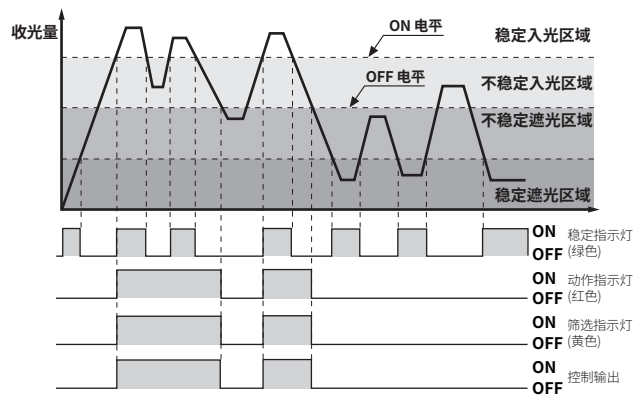 收光量
ON 电平
稳定入光区域
OFF 电平
不稳定入光区域
不稳定遮光区域
稳定遮光区域
ON
OFF
稳定指示灯
(绿色)
ON
OFF
动作指示灯
(红色)
ON
OFF
筛选指示灯
(黄色)
ON
OFF
控制输出